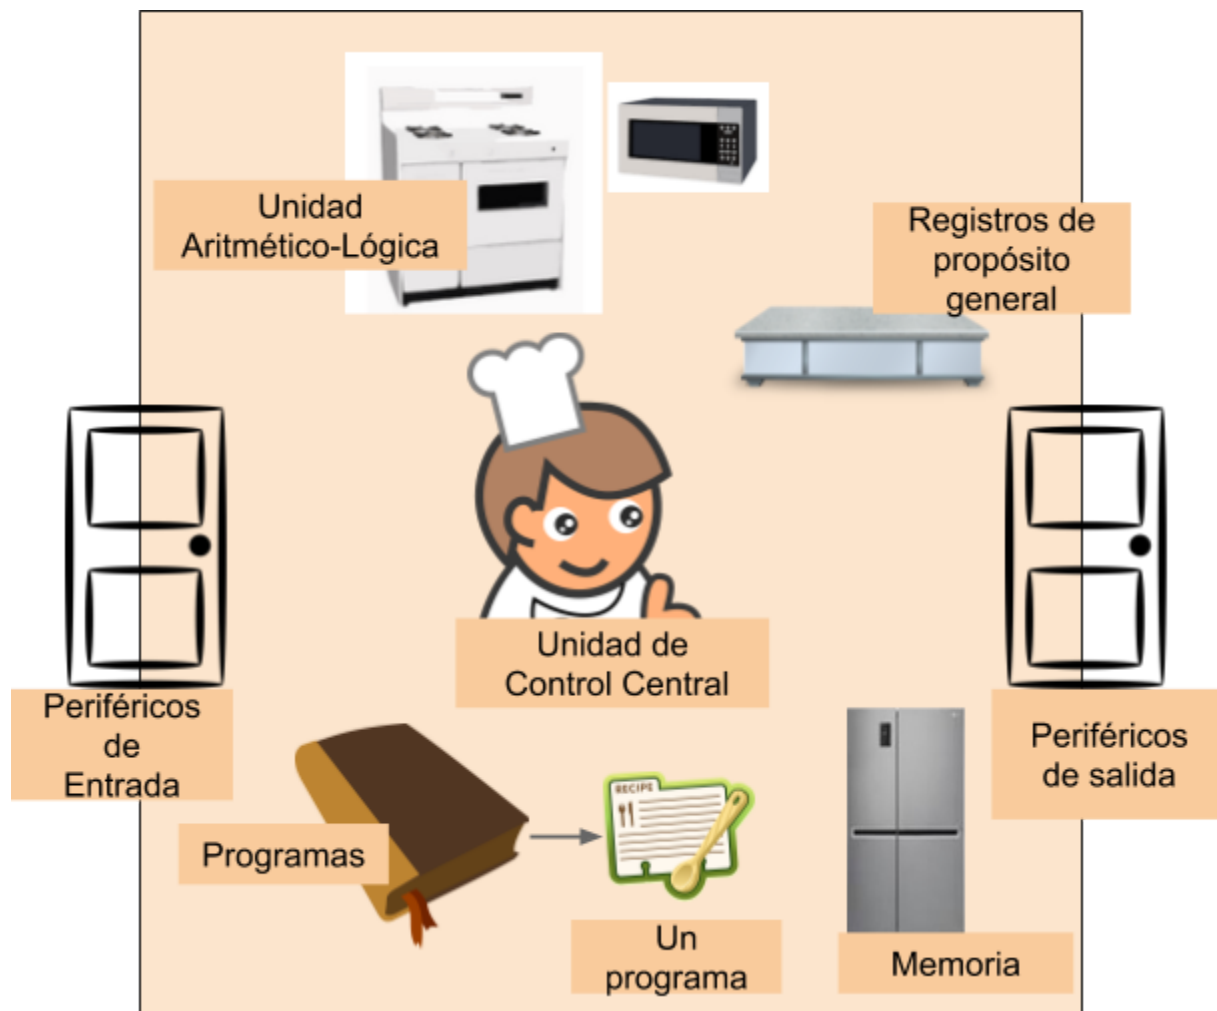 Unidad
Aritmético-Lógica
Registros de
propósito
general
Unidad de
Control Central
Periféricos
de
Entrada
Periféricos
de salida
RECIPE
Programas
Un
programa
Memoria